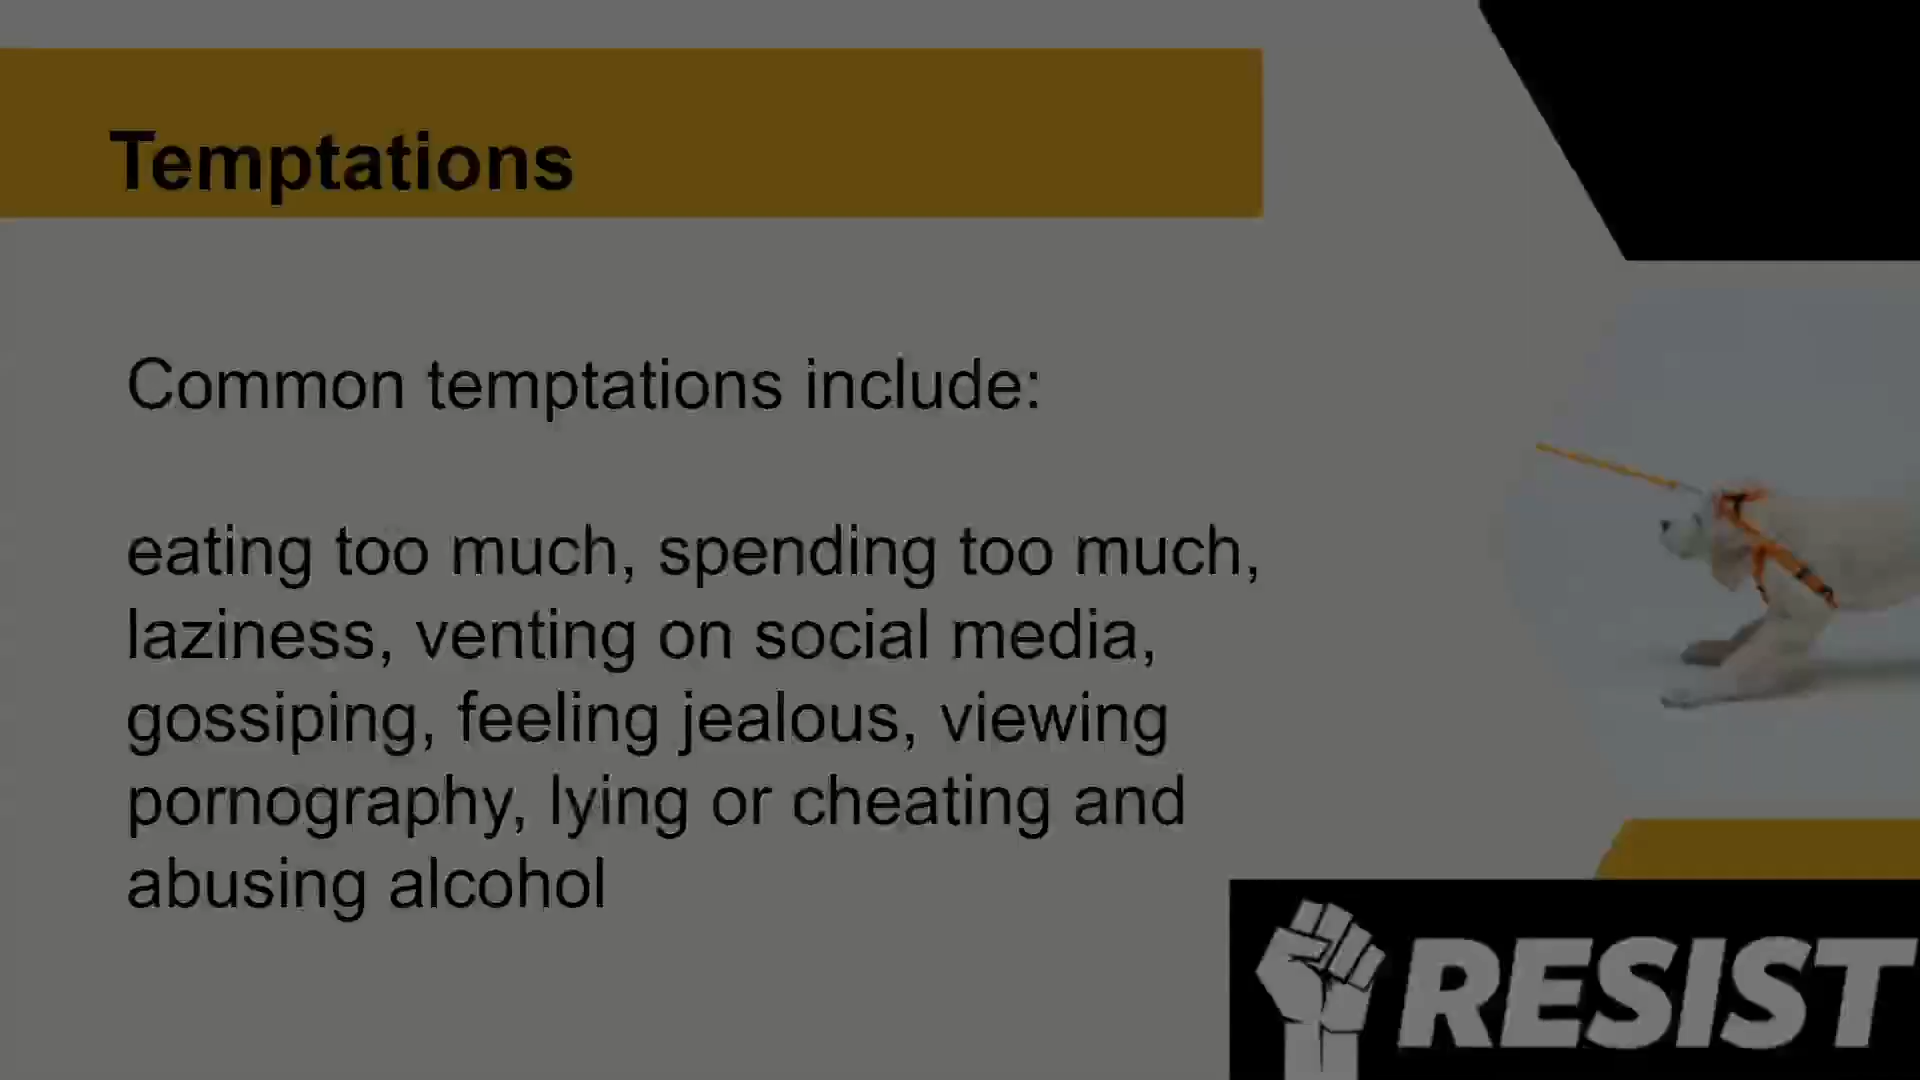 Temptations
Common temptations include:
eating too much, spending too much,
laziness, venting on social media,
gossiping, feeling jealous, viewing
pornography, lying or cheating and
abusing alcohol
RESIST